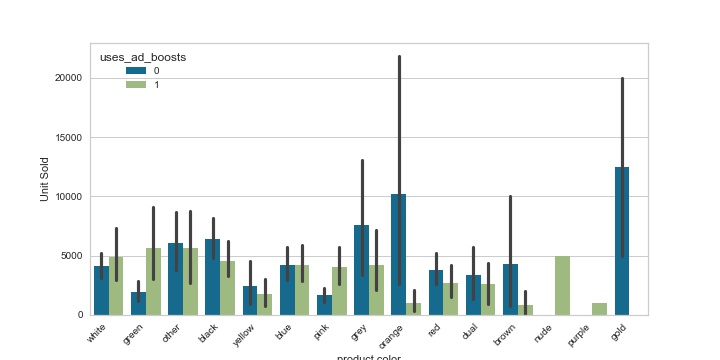 uses_ad_boosts
0
1
20000
15000
10000
5000
0
Unit Sold
white
green
other
black
yellow
blue
pink
grey
orange
red
dual
brown
nude
purple
gold
product color